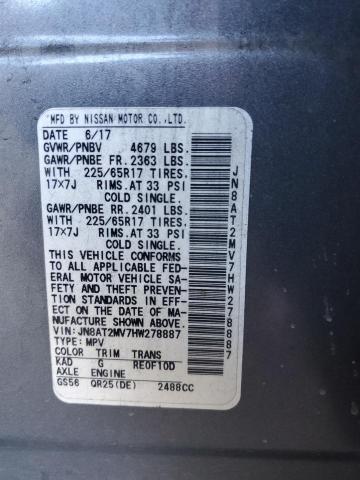 MFD BY NISSAN MOTOR CO.,LTD.
DATE 6/17
GVWR/PNBV 4679 LBS.
GAWR/PNBE FR. 2363 LBS.
WITH 225/65R17 TIRES,
17X7J RIMS.AT 33 PSI
COLD SINGLE.
GAWR/PNBE RR. 2401 LBS.
WITH 225/65R17 TIRES,
17X7J RIMS.AT 33 PSI
COLD SINGLE.
THIS VEHICLE CONFORMS
TO ALL APPLICABLE FED-
ERAL MOTOR VEHICLE SA-
FETY AND THEFT PREVEN-
TION STANDARDS IN EFF-
ECT ON THE DATE OF MA-
NUFACTURE SHOWN ABOVE.
VIN: JN8AT2MV7HW278887
TYPE: MPV
COLOR TRIM TRANS
KAD G RE0F10D
AXLE ENGINE
GS56 QR25(DE) 2488CC
JN8AT2MV7HW278887